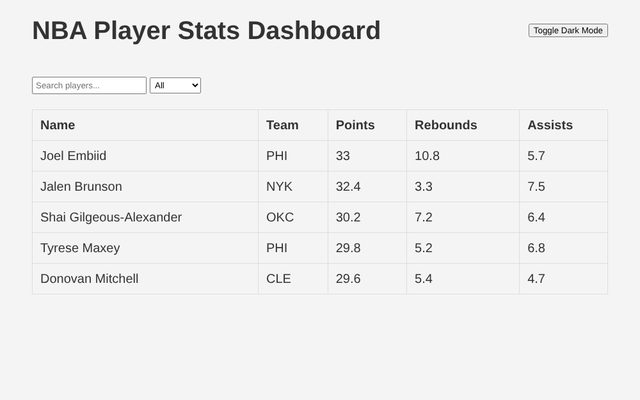 NBA Player Stats Dashboard
Toggle Dark Mode
Search players...
All
Name Team Points Rebounds Assists
Joel Embiid PHI 33 10.8 5.7
Jalen Brunson NYK 32.4 3.3 7.5
Shai Gilgeous-Alexander OKC 30.2 7.2 6.4
Tyrese Maxey PHI 29.8 5.2 6.8
Donovan Mitchell CLE 29.6 5.4 4.7